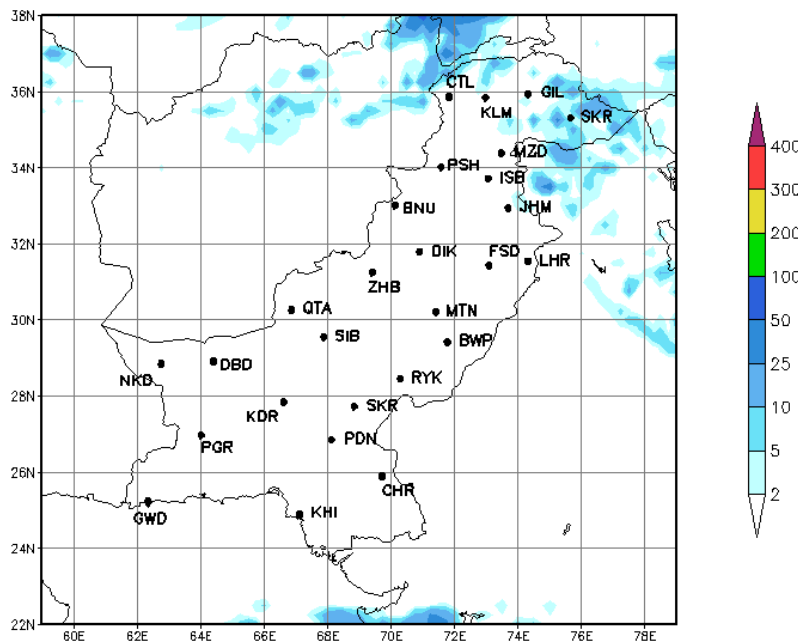 38N
36N
34N
32N
30N
28N
26N
24N
22N
60E 62E 64E 66E 68E 70E 72E 74E 76E 78E
CTL
GIL
KLM
SKR
MZD
PSH
ISB
BNU
JHM
DIK
FSD
LHR
ZHB
QTA
MTN
SIB
BWP
DBD
NKD
RYK
KDR
SKR
PDN
PGR
CHR
GWD
KHI
400
300
200
100
50
25
10
5
2